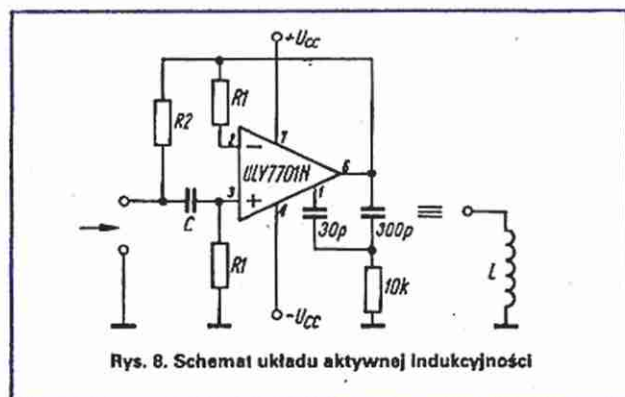 +Ucc
R1
R2
2
7
6
ULY7701N
3
1
4
C
30p
300p
R1
10k
L
-Ucc
Rys. 8. Schemat układu aktywnej indukcyjności